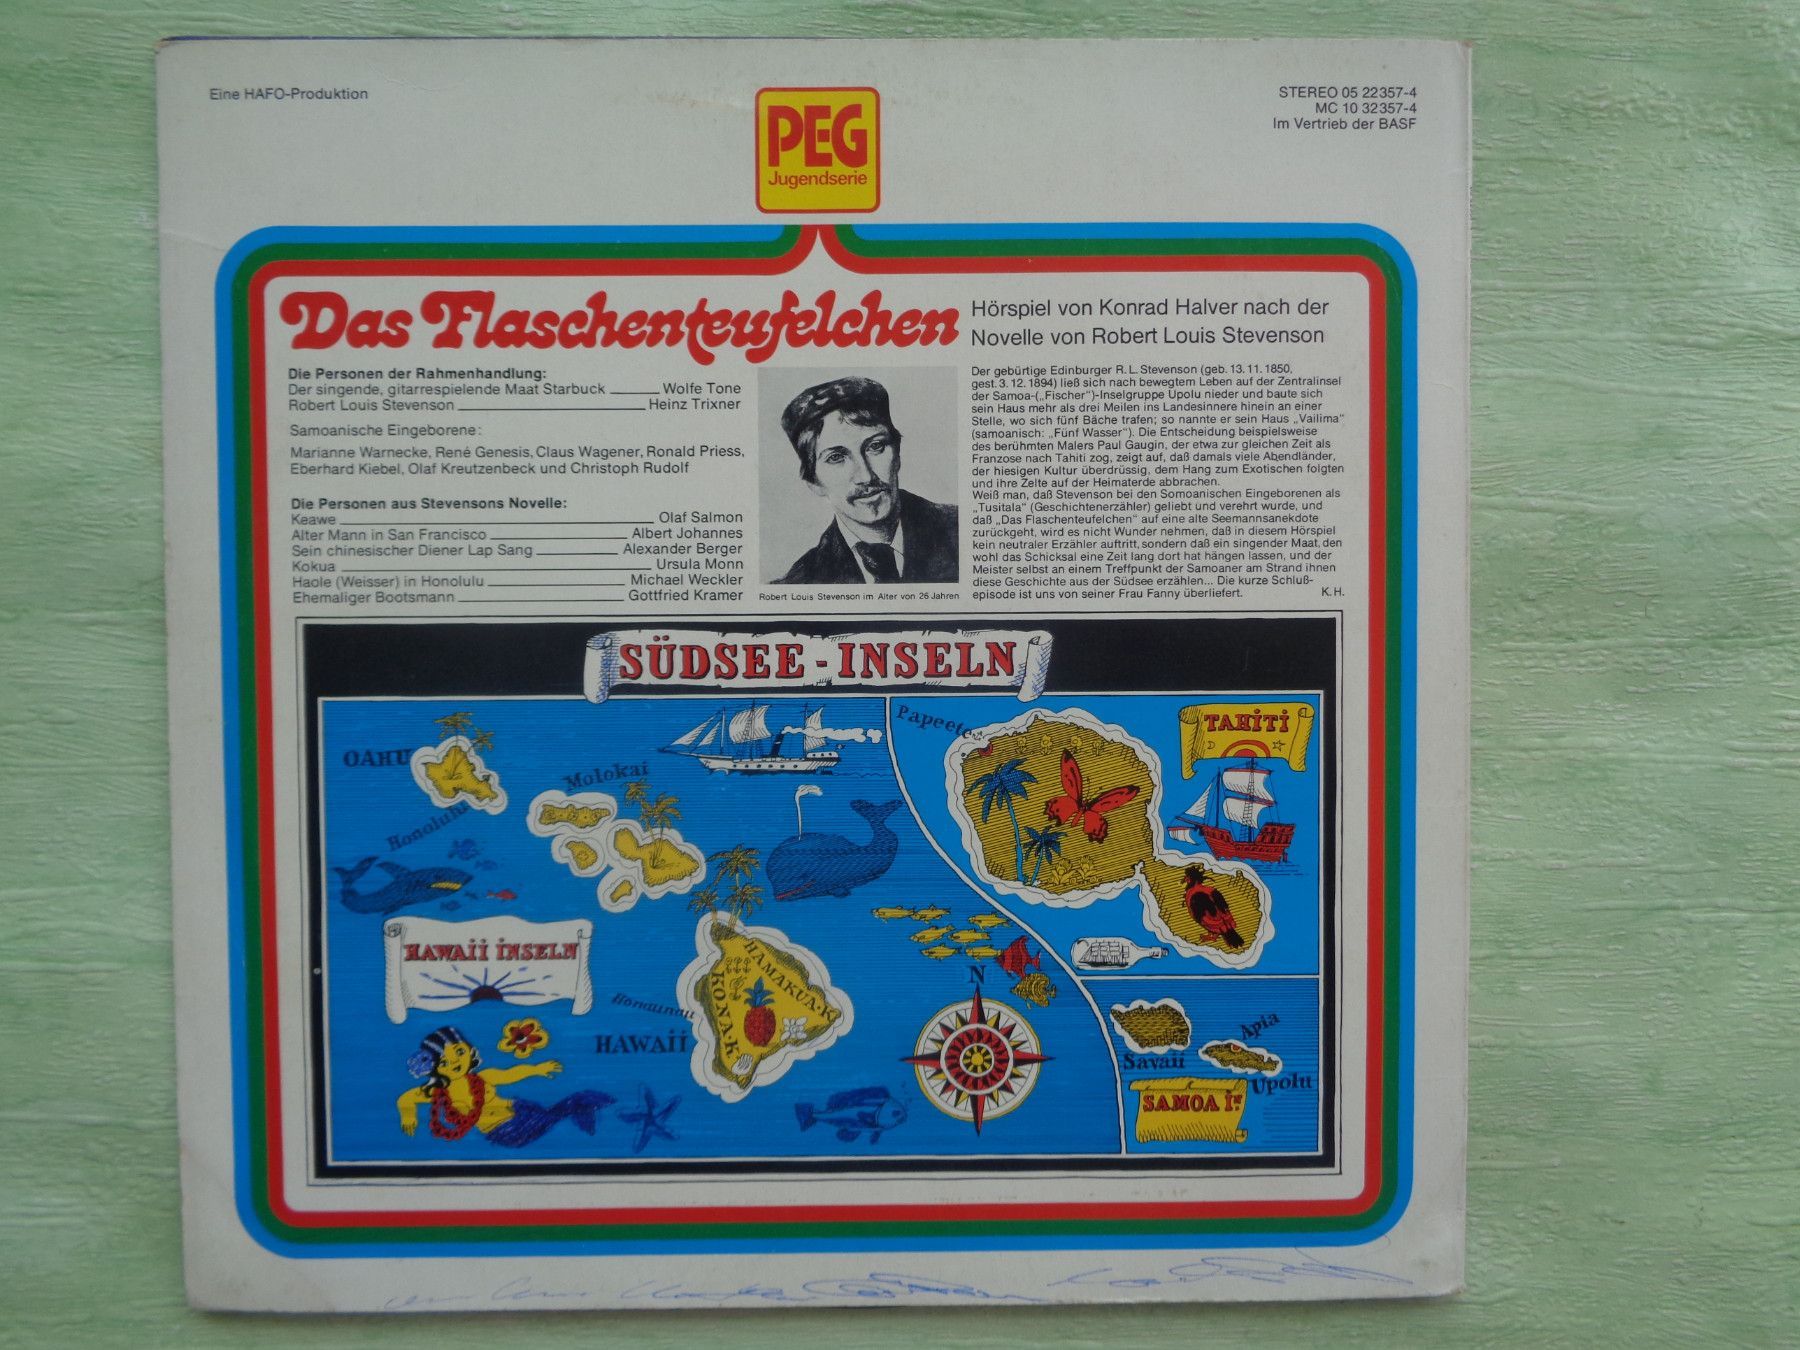 Eine HAFO-Produktion
STEREO 05 22357-4
MC 10 32357-4
Im Vertrieb der BASF
PEG
Jugendserie
Das Flaschenteufelchen
Hörspiel von Konrad Halver nach der
Novelle von Robert Louis Stevenson
Die Personen der Rahmenhandlung:
Der singende, gitarrespielende Maat Starbuck Wolfe Tone
Robert Louis Stevenson Heinz Trixner
Samoanische Eingeborene:
Marianne Warnecke, René Genesis, Claus Wagener, Ronald Priess,
Eberhard Kiebel, Olaf Kreutzenbeck und Christoph Rudolf
Die Personen aus Stevensons Novelle:
Keawe Olaf Salmon
Alter Mann in San Francisco Albert Johannes
Sein chinesischer Diener Lap Sang Alexander Berger
Kokua Ursula Monn
Haole (Weisser) in Honolulu Michael Weckler
Ehemaliger Bootsmann Gottfried Kramer
Robert Louis Stevenson im Alter von 26 Jahren
Der gebürtige Edinburger R. L. Stevenson (geb. 13. 11. 1850,
gest. 3. 12. 1894) ließ sich nach bewegtem Leben auf der Zentralinsel
der Samoa-(„Fischer“)-Inselgruppe Upolu nieder und baute sich
sein Haus mehr als drei Meilen ins Landesinnere hinein an einer
Stelle, wo sich fünf Bäche trafen; so nannte er sein Haus „Vailima“
(samoanisch: „Fünf Wasser“). Die Entscheidung beispielsweise
des berühmten Malers Paul Gaugin, der etwa zur gleichen Zeit als
Franzose nach Tahiti zog, zeigt auf, daß damals viele Abendländer,
der hiesigen Kultur überdrüssig, dem Hang zum Exotischen folgten
und ihre Zelte auf der Heimaterde abbrachen.
Weiß man, daß Stevenson bei den Somoanischen Eingeborenen als
„Tusitala“ (Geschichtenerzähler) geliebt und verehrt wurde, und
daß „Das Flaschenteufelchen“ auf eine alte Seemannsanekdote
zurückgeht, wird es nicht Wunder nehmen, daß in diesem Hörspiel
kein neutraler Erzähler auftritt, sondern daß ein singender Maat, den
wohl das Schicksal eine Zeit lang dort hat hängen lassen, und der
Meister selbst an einem Treffpunkt der Samoaner am Strand ihnen
diese Geschichte aus der Südsee erzählen... Die kurze Schluß-
episode ist uns von seiner Frau Fanny überliefert. K. H.
SÜDSEE - INSELN
OAHU
Honolulu
Molokai
Papeete
TAHİTİ
HAWAİİ İNSELN
HAMAKUA·K
KONA·K
Honaunau
HAWAİİ
N
Savaii
Apia
Upolu
SAMOA İN